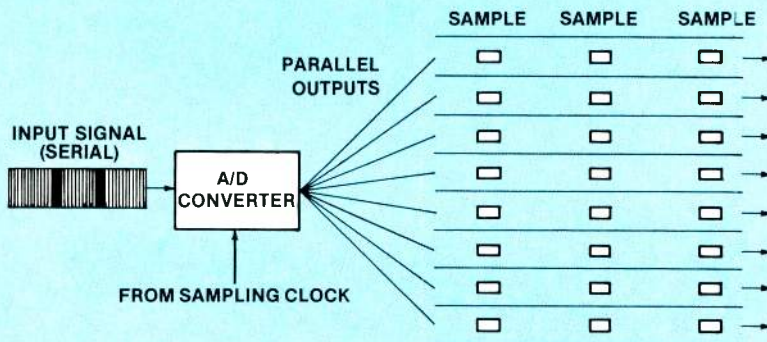 SAMPLE SAMPLE SAMPLE
PARALLEL
OUTPUTS
INPUT SIGNAL
(SERIAL)
A/D
CONVERTER
FROM SAMPLING CLOCK